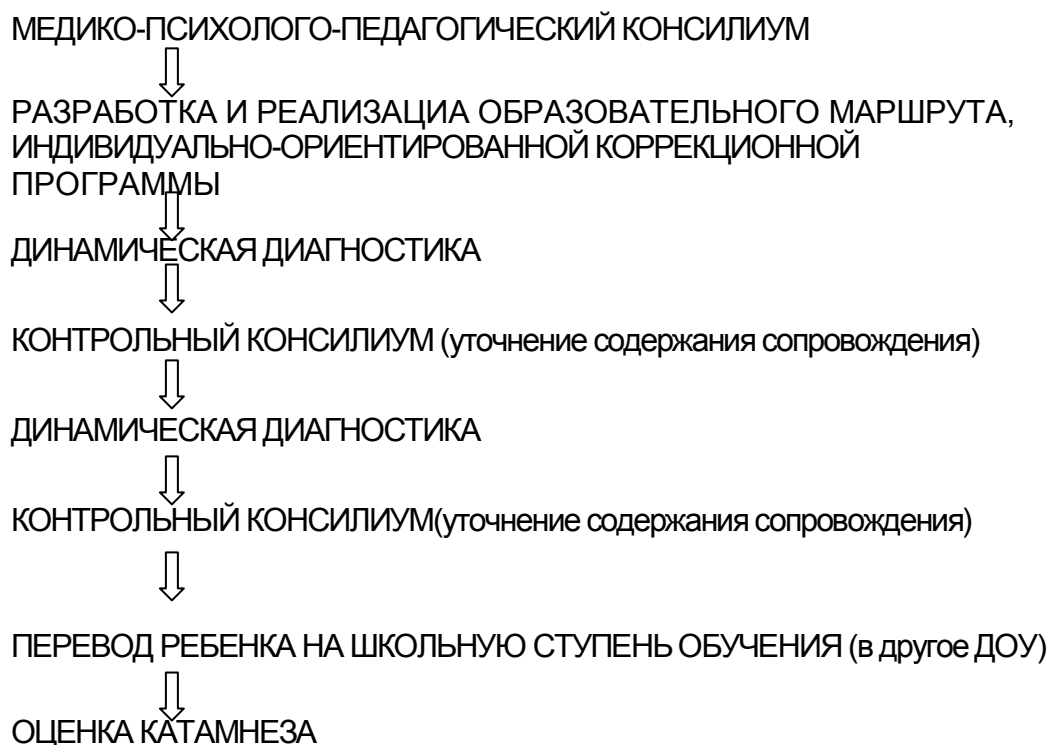 МЕДИКО-ПСИХОЛОГО-ПЕДАГОГИЧЕСКИЙ КОНСИЛИУМ
РАЗРАБОТКА И РЕАЛИЗАЦИА ОБРАЗОВАТЕЛЬНОГО МАРШРУТА,
ИНДИВИДУАЛЬНО-ОРИЕНТИРОВАННОЙ КОРРЕКЦИОННОЙ
ПРОГРАММЫ
ДИНАМИЧЕСКАЯ ДИАГНОСТИКА
КОНТРОЛЬНЫЙ КОНСИЛИУМ (уточнение содержания сопровождения)
ДИНАМИЧЕСКАЯ ДИАГНОСТИКА
КОНТРОЛЬНЫЙ КОНСИЛИУМ(уточнение содержания сопровождения)
ПЕРЕВОД РЕБЕНКА НА ШКОЛЬНУЮ СТУПЕНЬ ОБУЧЕНИЯ (в другое ДОУ)
ОЦЕНКА КАТАМНЕЗА